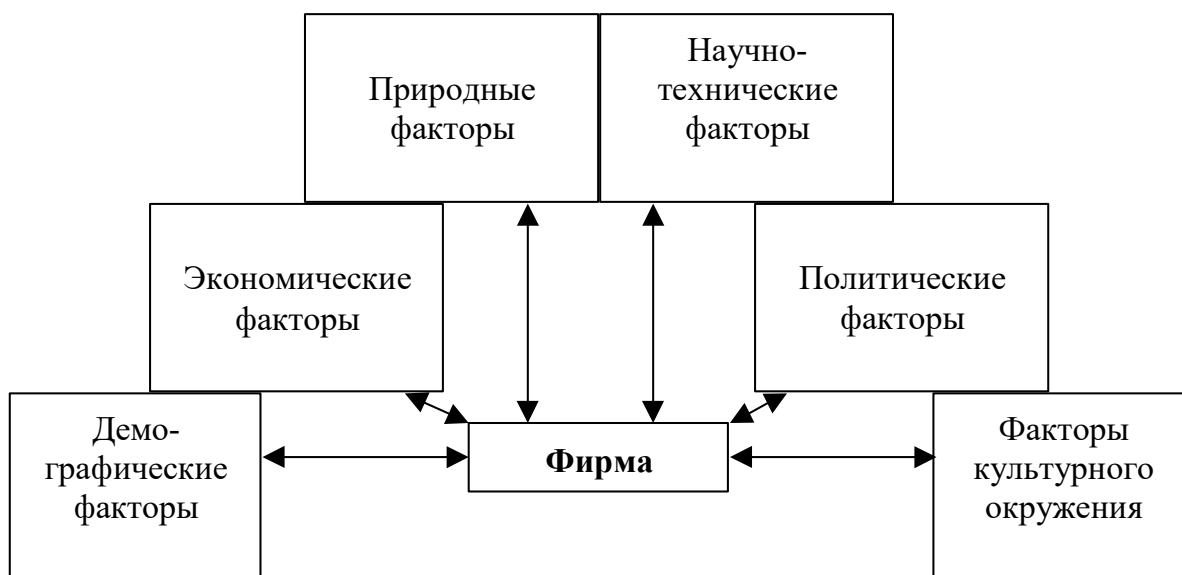 Природные
факторы
Научно-
технические
факторы
Экономические
факторы
Политические
факторы
Демо-
графические
факторы
Фирма
Факторы
культурного
окружения